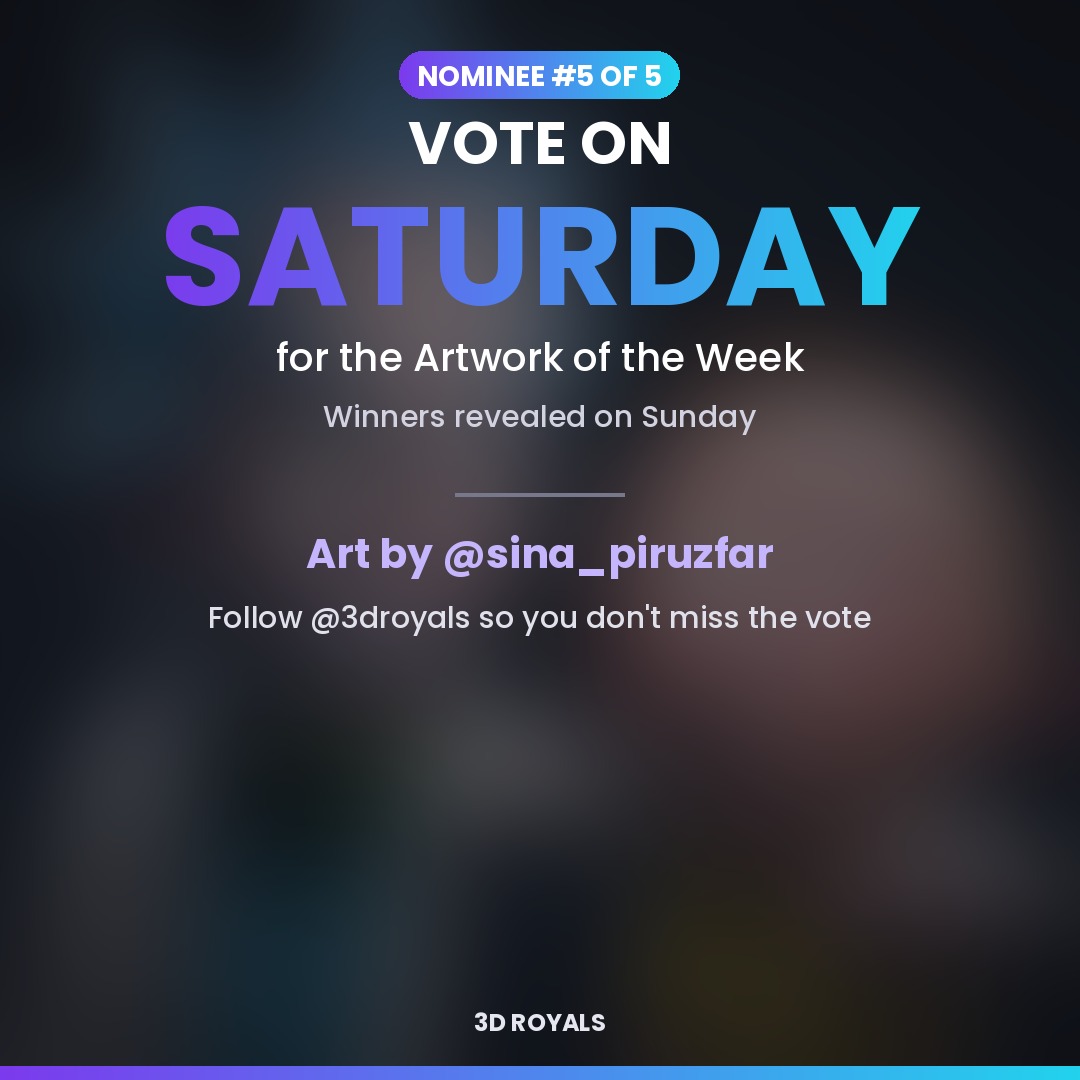 NOMINEE #5 OF 5
VOTE ON
SATURDAY
for the Artwork of the Week
Winners revealed on Sunday
Art by @sina_piruzfar
Follow @3droyals so you don't miss the vote
3D ROYALS